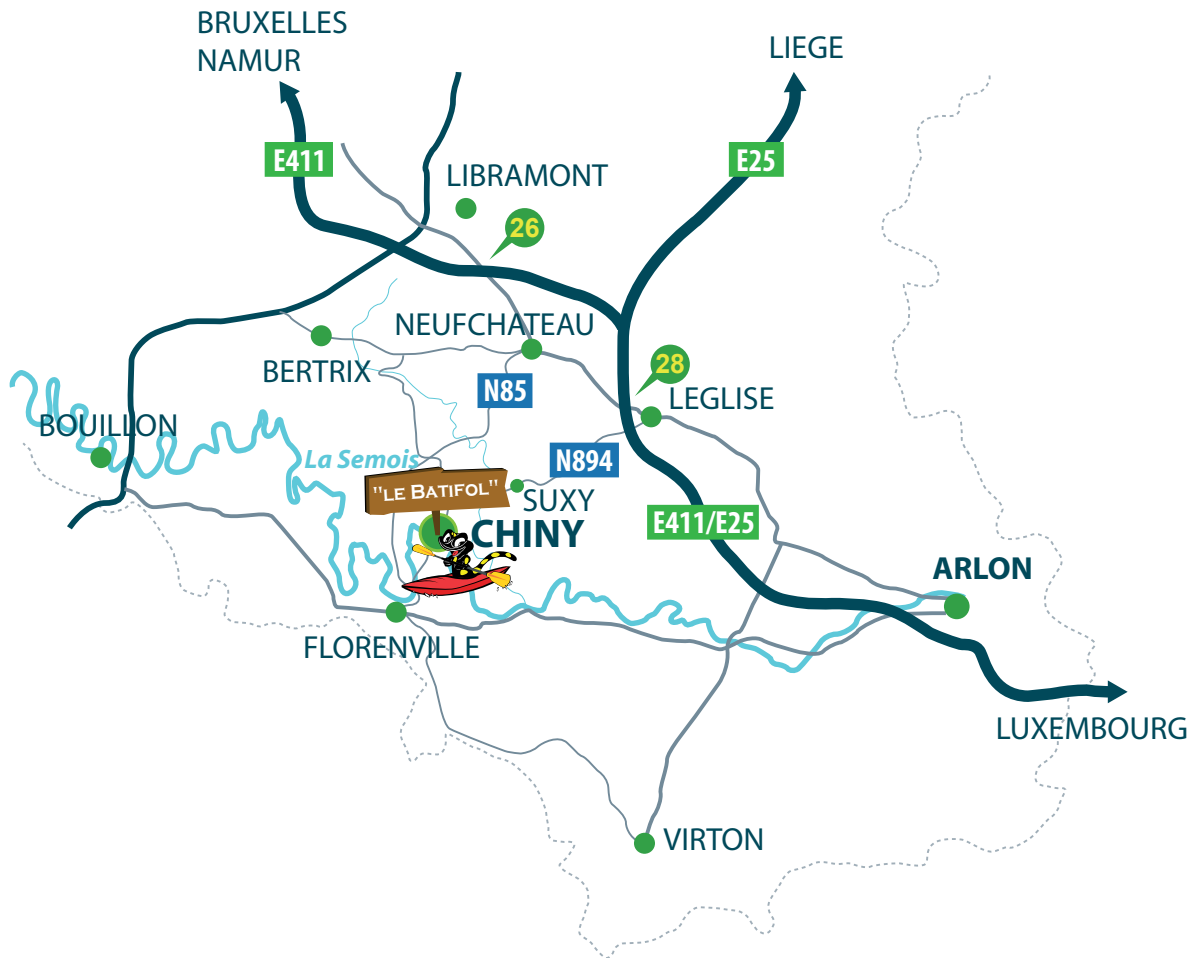 BRUXELLES
NAMUR
LIEGE
E411
E25
LIBRAMONT
26
NEUFCHATEAU
BERTRIX
28
N85
LEGLISE
BOUILLON
La Semois
N894
"LE BATIFOL"
SUXY
CHINY
E411/E25
ARLON
FLORENVILLE
LUXEMBOURG
VIRTON